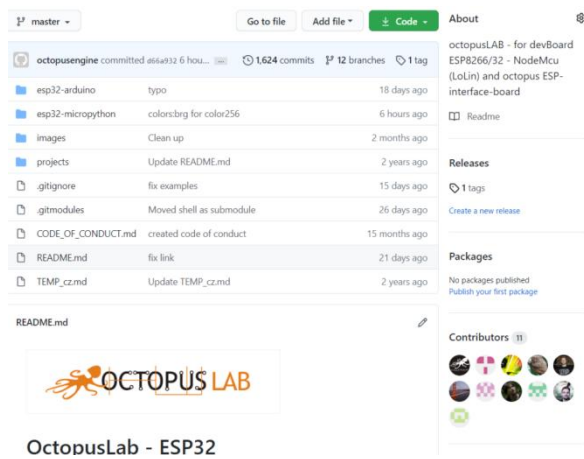 master
Go to file
Add file
Code
octopusengine committed d66a932 6 hou...
1,624 commits
12 branches
1 tag
esp32-arduino typo 18 days ago
esp32-micropython colors:brg for color256 6 hours ago
images Clean up 2 months ago
projects Update README.md 2 years ago
.gitignore fix examples 15 days ago
.gitmodules Moved shell as submodule 26 days ago
CODE_OF_CONDUCT.md created code of conduct 15 months ago
README.md fix link 21 days ago
TEMP_cz.md Update TEMP_cz.md 2 years ago
README.md
OCTOPUS LAB
OctopusLab - ESP32
About
octopusLAB - for devBoard
ESP8266/32 - NodeMcu
(LoLin) and octopus ESP-
interface-board
Readme
Releases
1 tags
Create a new release
Packages
No packages published
Publish your first package
Contributors 11